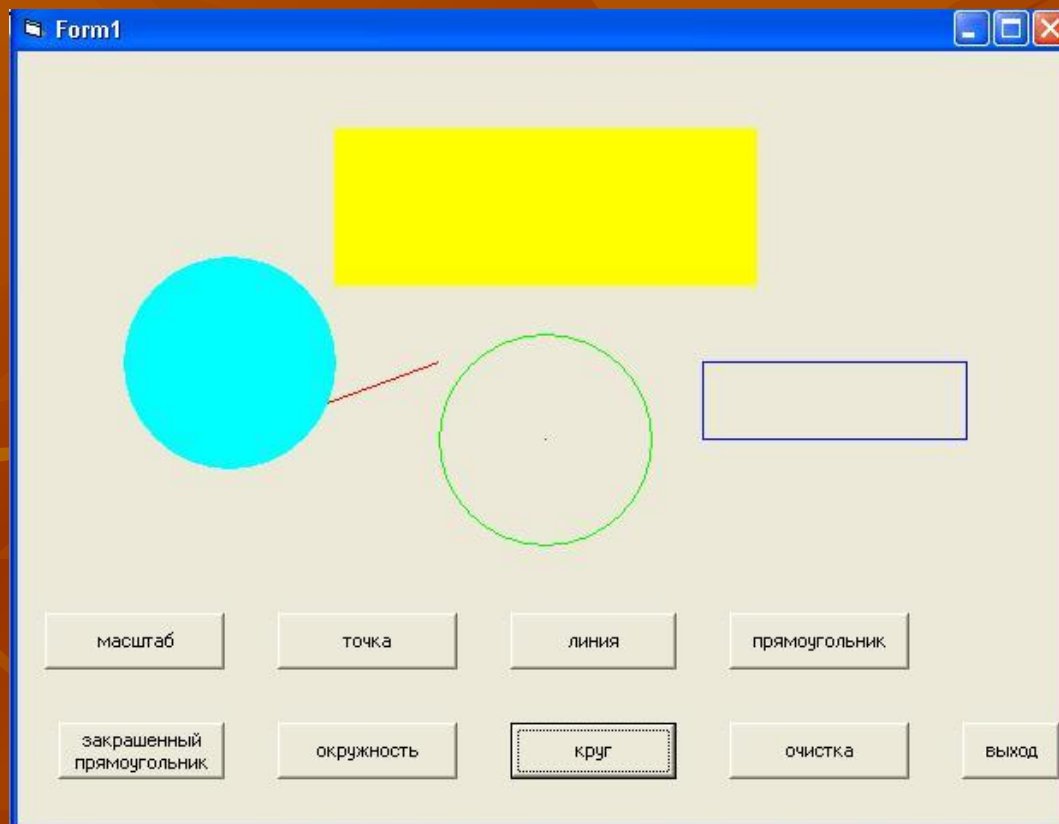 Form1
масштаб
точка
линия
прямоугольник
закрашенный
прямоугольник
окружность
круг
очистка
выход